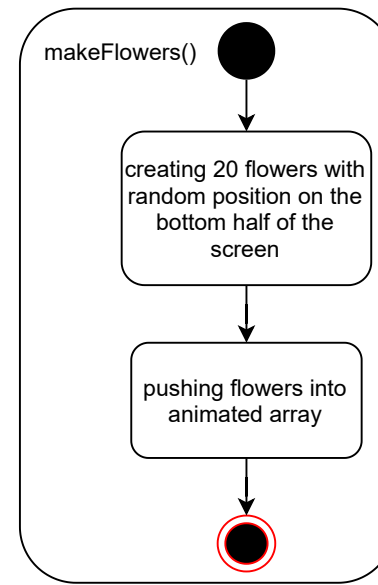 makeFlowers()
creating 20 flowers with
random position on the
bottom half of the
screen
pushing flowers into
animated array